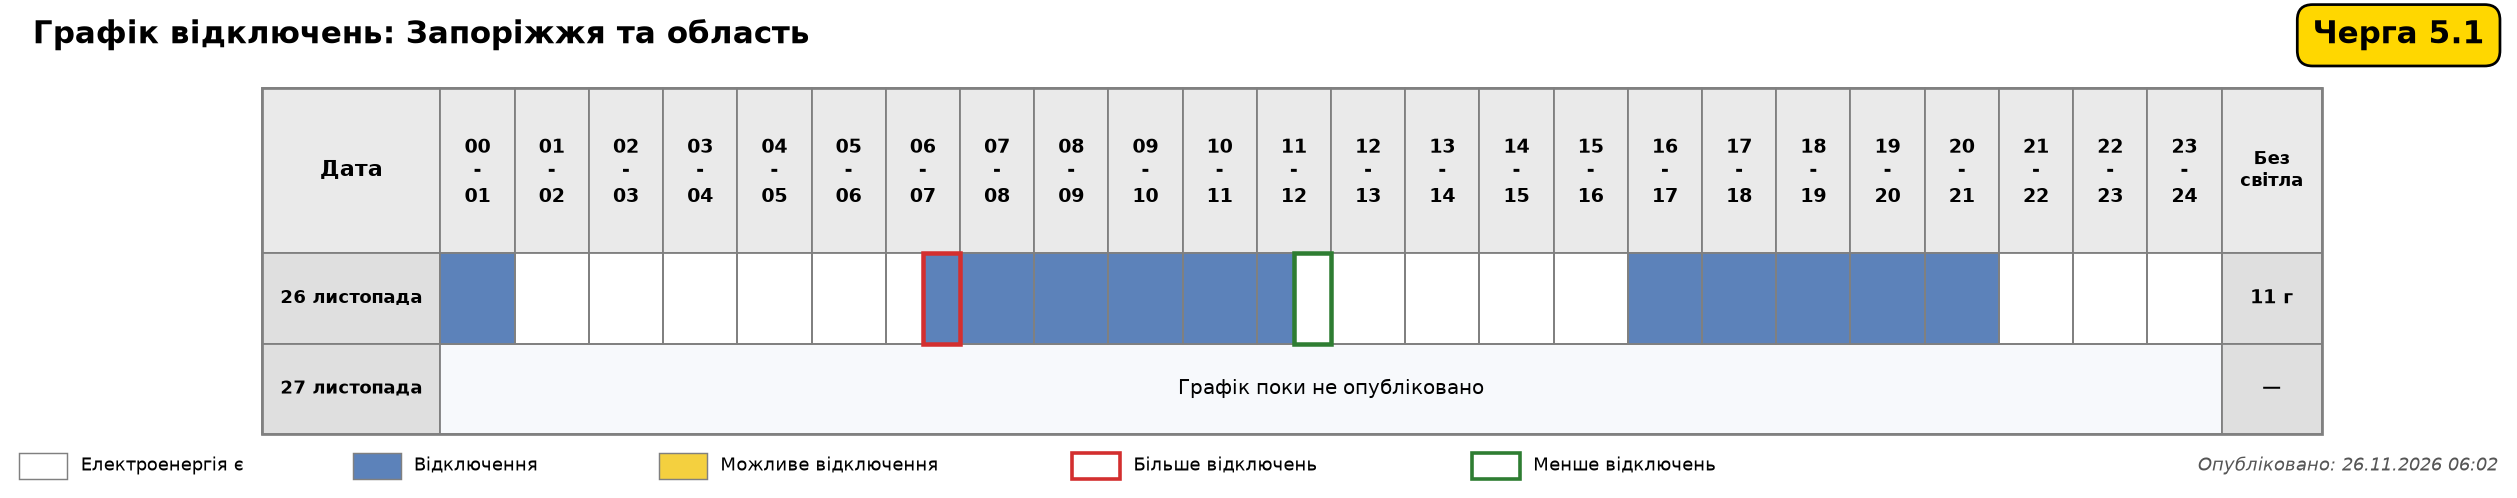 Графік відключень: Запоріжжя та область
Черга 5.1
Дата
00 - 01
01 - 02
02 - 03
03 - 04
04 - 05
05 - 06
06 - 07
07 - 08
08 - 09
09 - 10
10 - 11
11 - 12
12 - 13
13 - 14
14 - 15
15 - 16
16 - 17
17 - 18
18 - 19
19 - 20
20 - 21
21 - 22
22 - 23
23 - 24
Без
світла
26 листопада
11 г
27 листопада
Графік поки не опубліковано
—
Електроенергія є
Відключення
Можливе відключення
Більше відключень
Менше відключень
Опубліковано: 26.11.2026 06:02